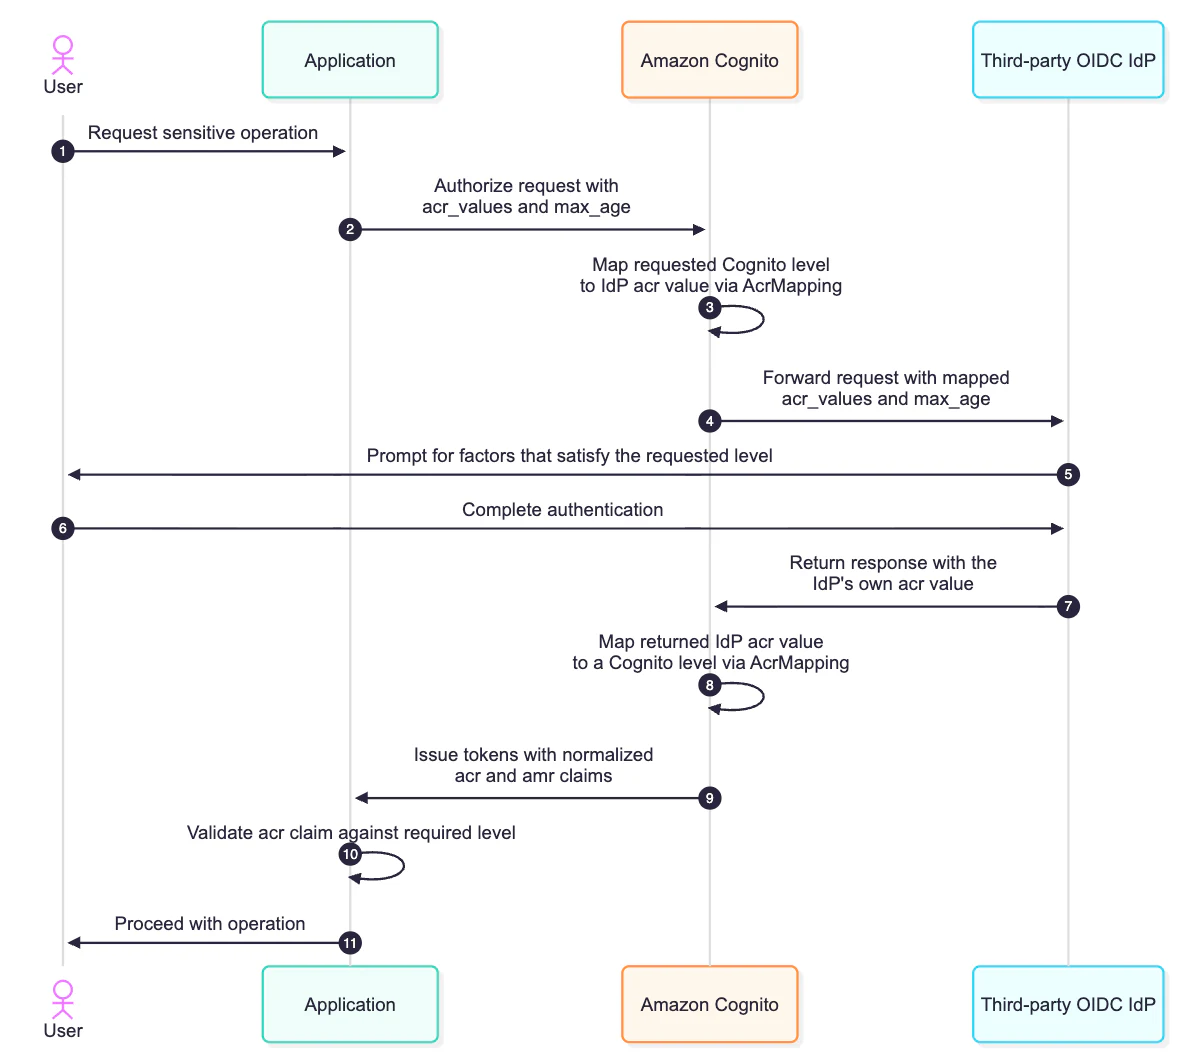 User
Application
Amazon Cognito
Third-party OIDC IdP
Request sensitive operation
1
Authorize request with
acr_values and max_age
2
Map requested Cognito level
to IdP acr value via AcrMapping
3
Forward request with mapped
acr_values and max_age
4
Prompt for factors that satisfy the requested level
5
Complete authentication
6
Return response with the
IdP's own acr value
7
Map returned IdP acr value
to a Cognito level via AcrMapping
8
Issue tokens with normalized
acr and amr claims
9
Validate acr claim against required level
10
Proceed with operation
11
User
Application
Amazon Cognito
Third-party OIDC IdP